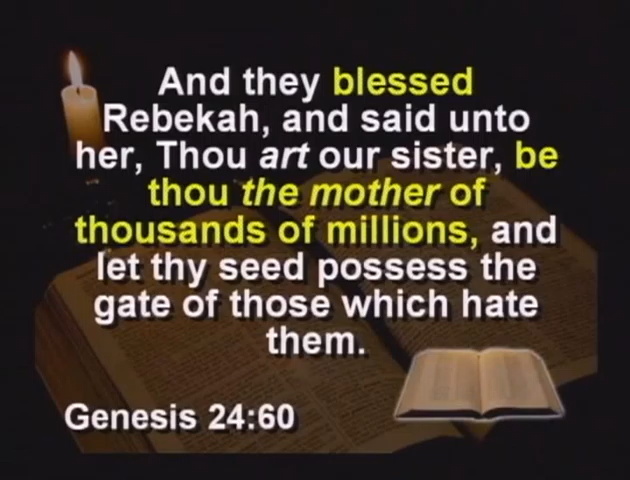 And they blessed
Rebekah, and said unto
her, Thou art our sister, be
thou the mother of
thousands of millions, and
let thy seed possess the
gate of those which hate
them.
Genesis 24:60